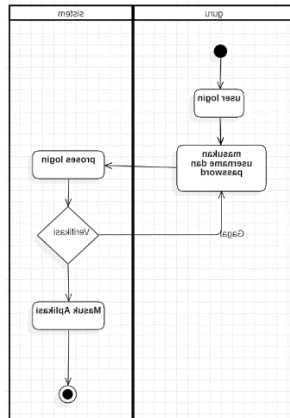 guru
sistem
user login
masukan
username dan
password
proses login
Verifikasi
Gagal
Masuk Aplikasi